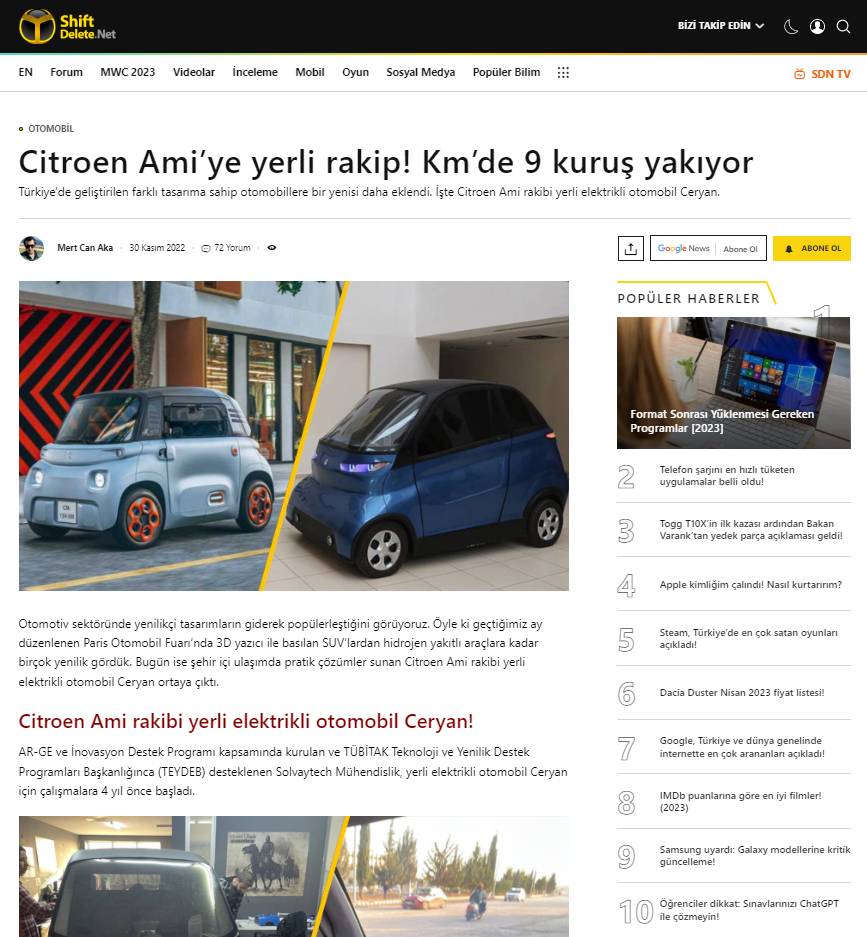 Shift
Delete.Net
BİZİ TAKİP EDİN
EN Forum MWC 2023 Videolar İnceleme Mobil Oyun Sosyal Medya Popüler Bilim
SDN TV
OTOMOBİL
Citroen Ami’ye yerli rakip! Km’de 9 kuruş yakıyor
Türkiye'de geliştirilen farklı tasarıma sahip otomobillere bir yenisi daha eklendi. İşte Citroen Ami rakibi yerli elektrikli otomobil Ceryan.
Mert Can Aka · 30 Kasım 2022 · 72 Yorum ·
Google News Abone Ol
ABONE OL
Otomotiv sektöründe yenilikçi tasarımların giderek popülerleştiğini görüyoruz. Öyle ki geçtiğimiz ay
düzenlenen Paris Otomobil Fuarı’nda 3D yazıcı ile basılan SUV’lardan hidrojen yakıtlı araçlara kadar
birçok yenilik gördük. Bugün ise şehir içi ulaşımda pratik çözümler sunan Citroen Ami rakibi yerli
elektrikli otomobil Ceryan ortaya çıktı.
Citroen Ami rakibi yerli elektrikli otomobil Ceryan!
AR-GE ve İnovasyon Destek Programı kapsamında kurulan ve TÜBİTAK Teknoloji ve Yenilik Destek
Programları Başkanlığınca (TEYDEB) desteklenen Solvaytech Mühendislik, yerli elektrikli otomobil Ceryan
için çalışmalara 4 yıl önce başladı.
POPÜLER HABERLER
1
Format Sonrası Yüklenmesi Gereken
Programlar [2023]
2
Telefon şarjını en hızlı tüketen
uygulamalar belli oldu!
3
Togg T10X'in ilk kazası ardından Bakan
Varank'tan yedek parça açıklaması geldi!
4
Apple kimliğim çalındı! Nasıl kurtarırım?
5
Steam, Türkiye'de en çok satan oyunları
açıkladı!
6
Dacia Duster Nisan 2023 fiyat listesi!
7
Google, Türkiye ve dünya genelinde
internette en çok arananları açıkladı!
8
IMDb puanlarına göre en iyi filmler!
(2023)
9
Samsung uyardı: Galaxy modellerine kritik
güncelleme!
10
Öğrenciler dikkat: Sınavlarınızı ChatGPT
ile çözmeyin!